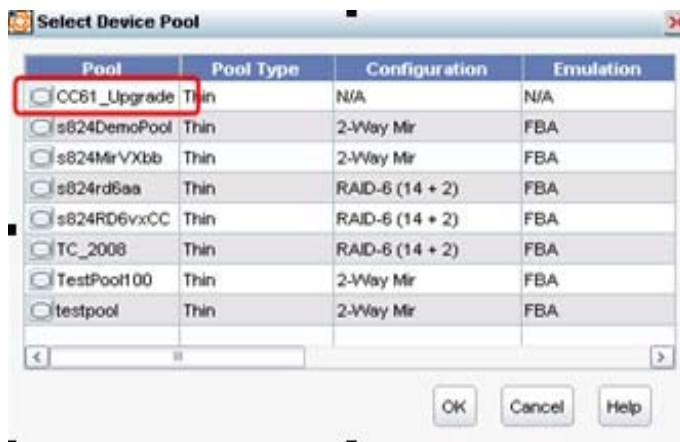 Select Device Pool
Pool Pool Type Configuration Emulation
CC61_Upgrade Thin N/A N/A
s824DemoPool Thin 2-Way Mir FBA
s824MirVXbb Thin 2-Way Mir FBA
s824rd6aa Thin RAID-6 (14 + 2) FBA
s824RD6vxCC Thin RAID-6 (14 + 2) FBA
TC_2008 Thin RAID-6 (14 + 2) FBA
TestPool100 Thin 2-Way Mir FBA
testpool Thin 2-Way Mir FBA
OK Cancel Help